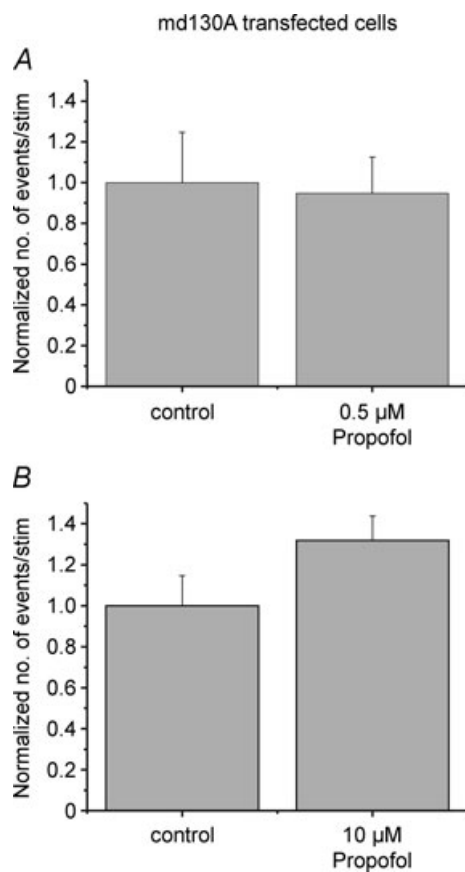 md130A transfected cells
A
Normalized no. of events/stim
1.4
1.2
1.0
0.8
0.6
0.4
0.2
0
control
0.5 µM
Propofol
B
Normalized no. of events/stim
1.4
1.2
1.0
0.8
0.6
0.4
0.2
0
control
10 µM
Propofol